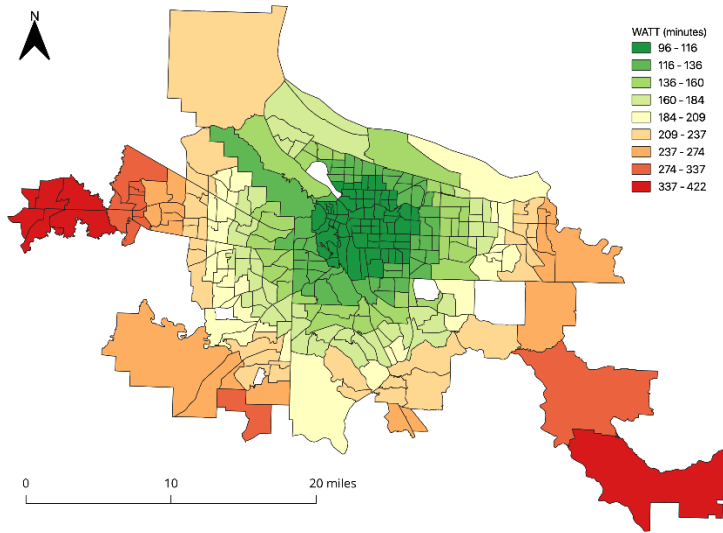 N
WATT (minutes)
96 - 116
116 - 136
136 - 160
160 - 184
184 - 209
209 - 237
237 - 274
274 - 337
337 - 422
0 10 20 miles